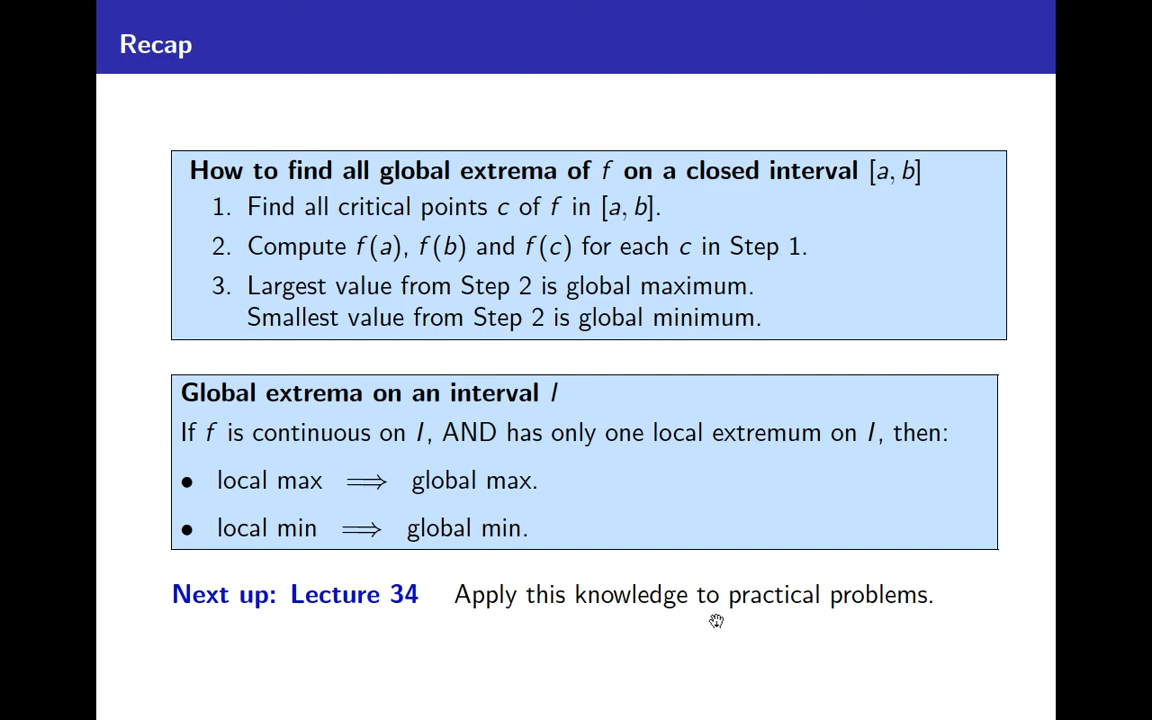 Recap
How to find all global extrema of f on a closed interval [a, b]
1. Find all critical points c of f in [a, b].
2. Compute f(a), f(b) and f(c) for each c in Step 1.
3. Largest value from Step 2 is global maximum.
Smallest value from Step 2 is global minimum.
Global extrema on an interval I
If f is continuous on I, AND has only one local extremum on I, then:
• local max ⟹ global max.
• local min ⟹ global min.
Next up: Lecture 34 Apply this knowledge to practical problems.